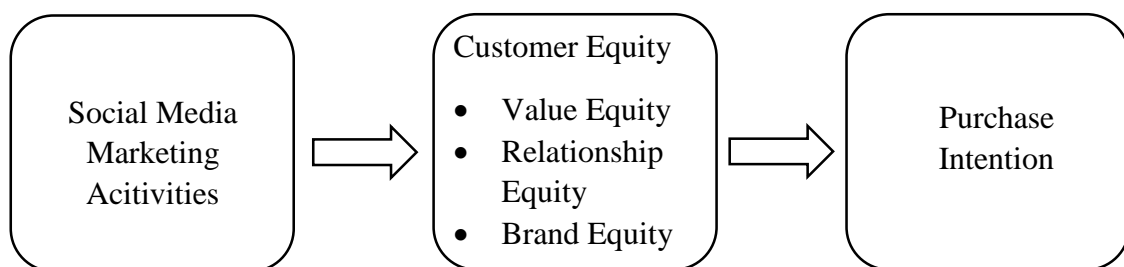 Social Media
Marketing
Acitivities
Customer Equity
• Value Equity
• Relationship
Equity
• Brand Equity
Purchase
Intention